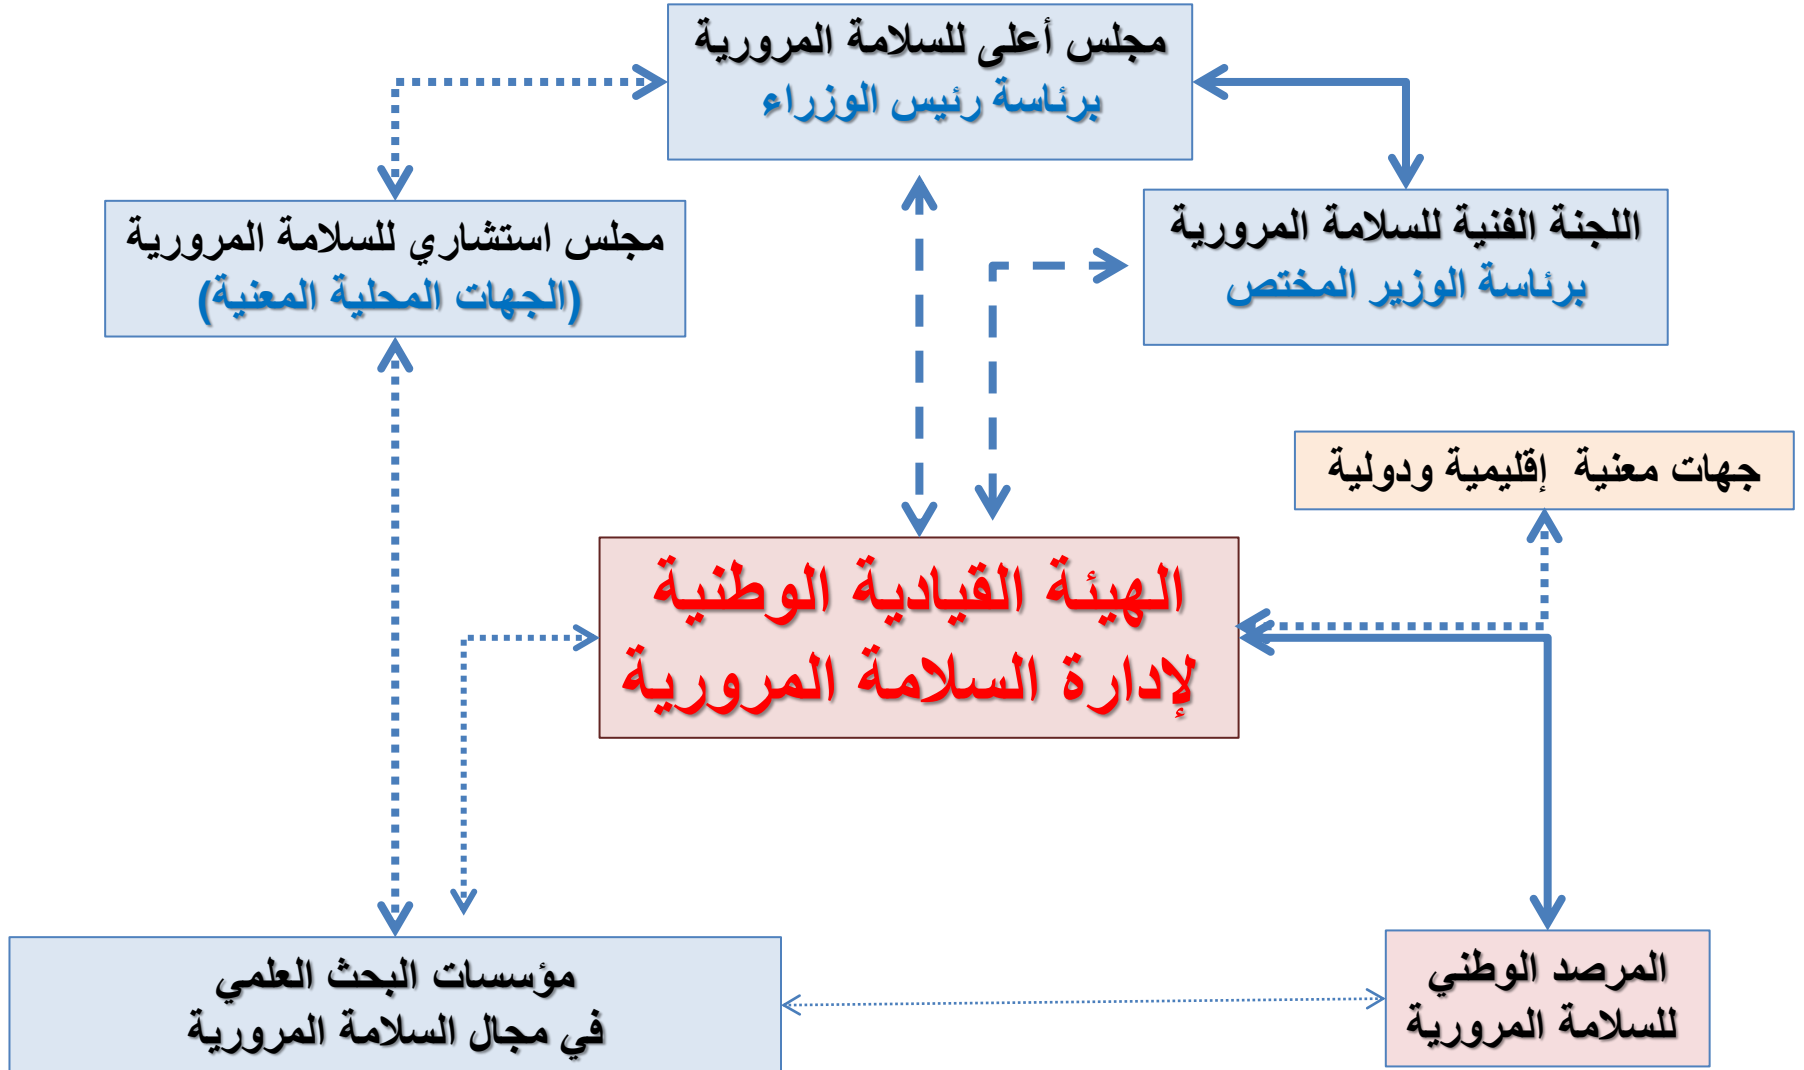 مجلس أعلى للسلامة المرورية
برئاسة رئيس الوزراء
اللجنة الفنية للسلامة المرورية
برئاسة الوزير المختص
مجلس استشاري للسلامة المرورية
(الجهات المحلية المعنية)
جهات معنية إقليمية ودولية
الهيئة القيادية الوطنية
لإدارة السلامة المرورية
المرصد الوطني
للسلامة المرورية
مؤسسات البحث العلمي
في مجال السلامة المرورية